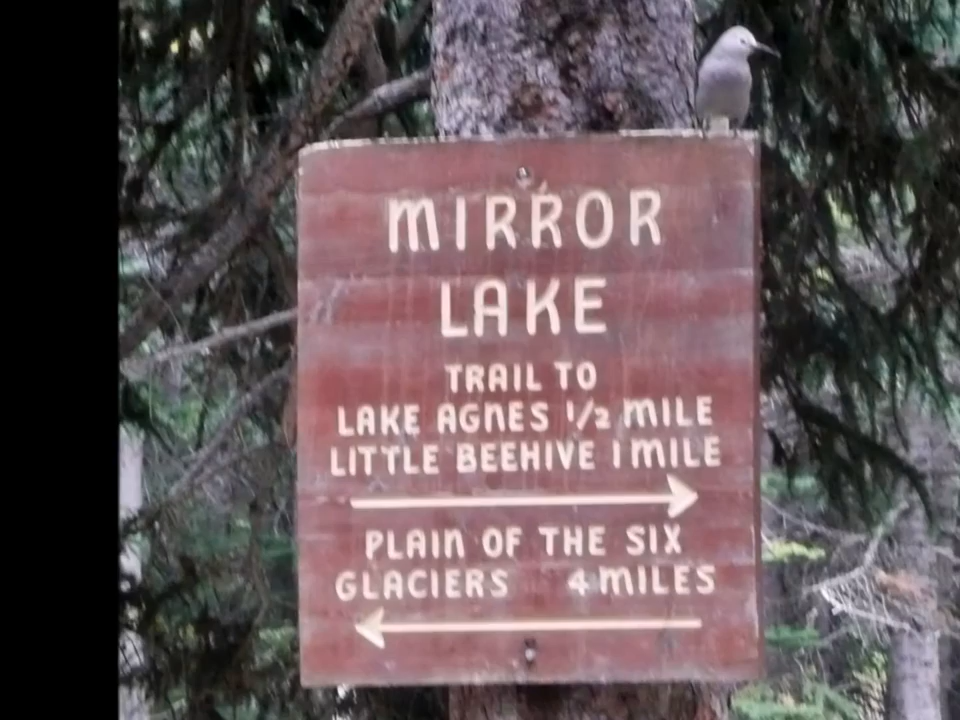 MIRROR
LAKE
TRAIL TO
LAKE AGNES 1/2 MILE
LITTLE BEEHIVE 1 MILE
PLAIN OF THE SIX
GLACIERS 4 MILES